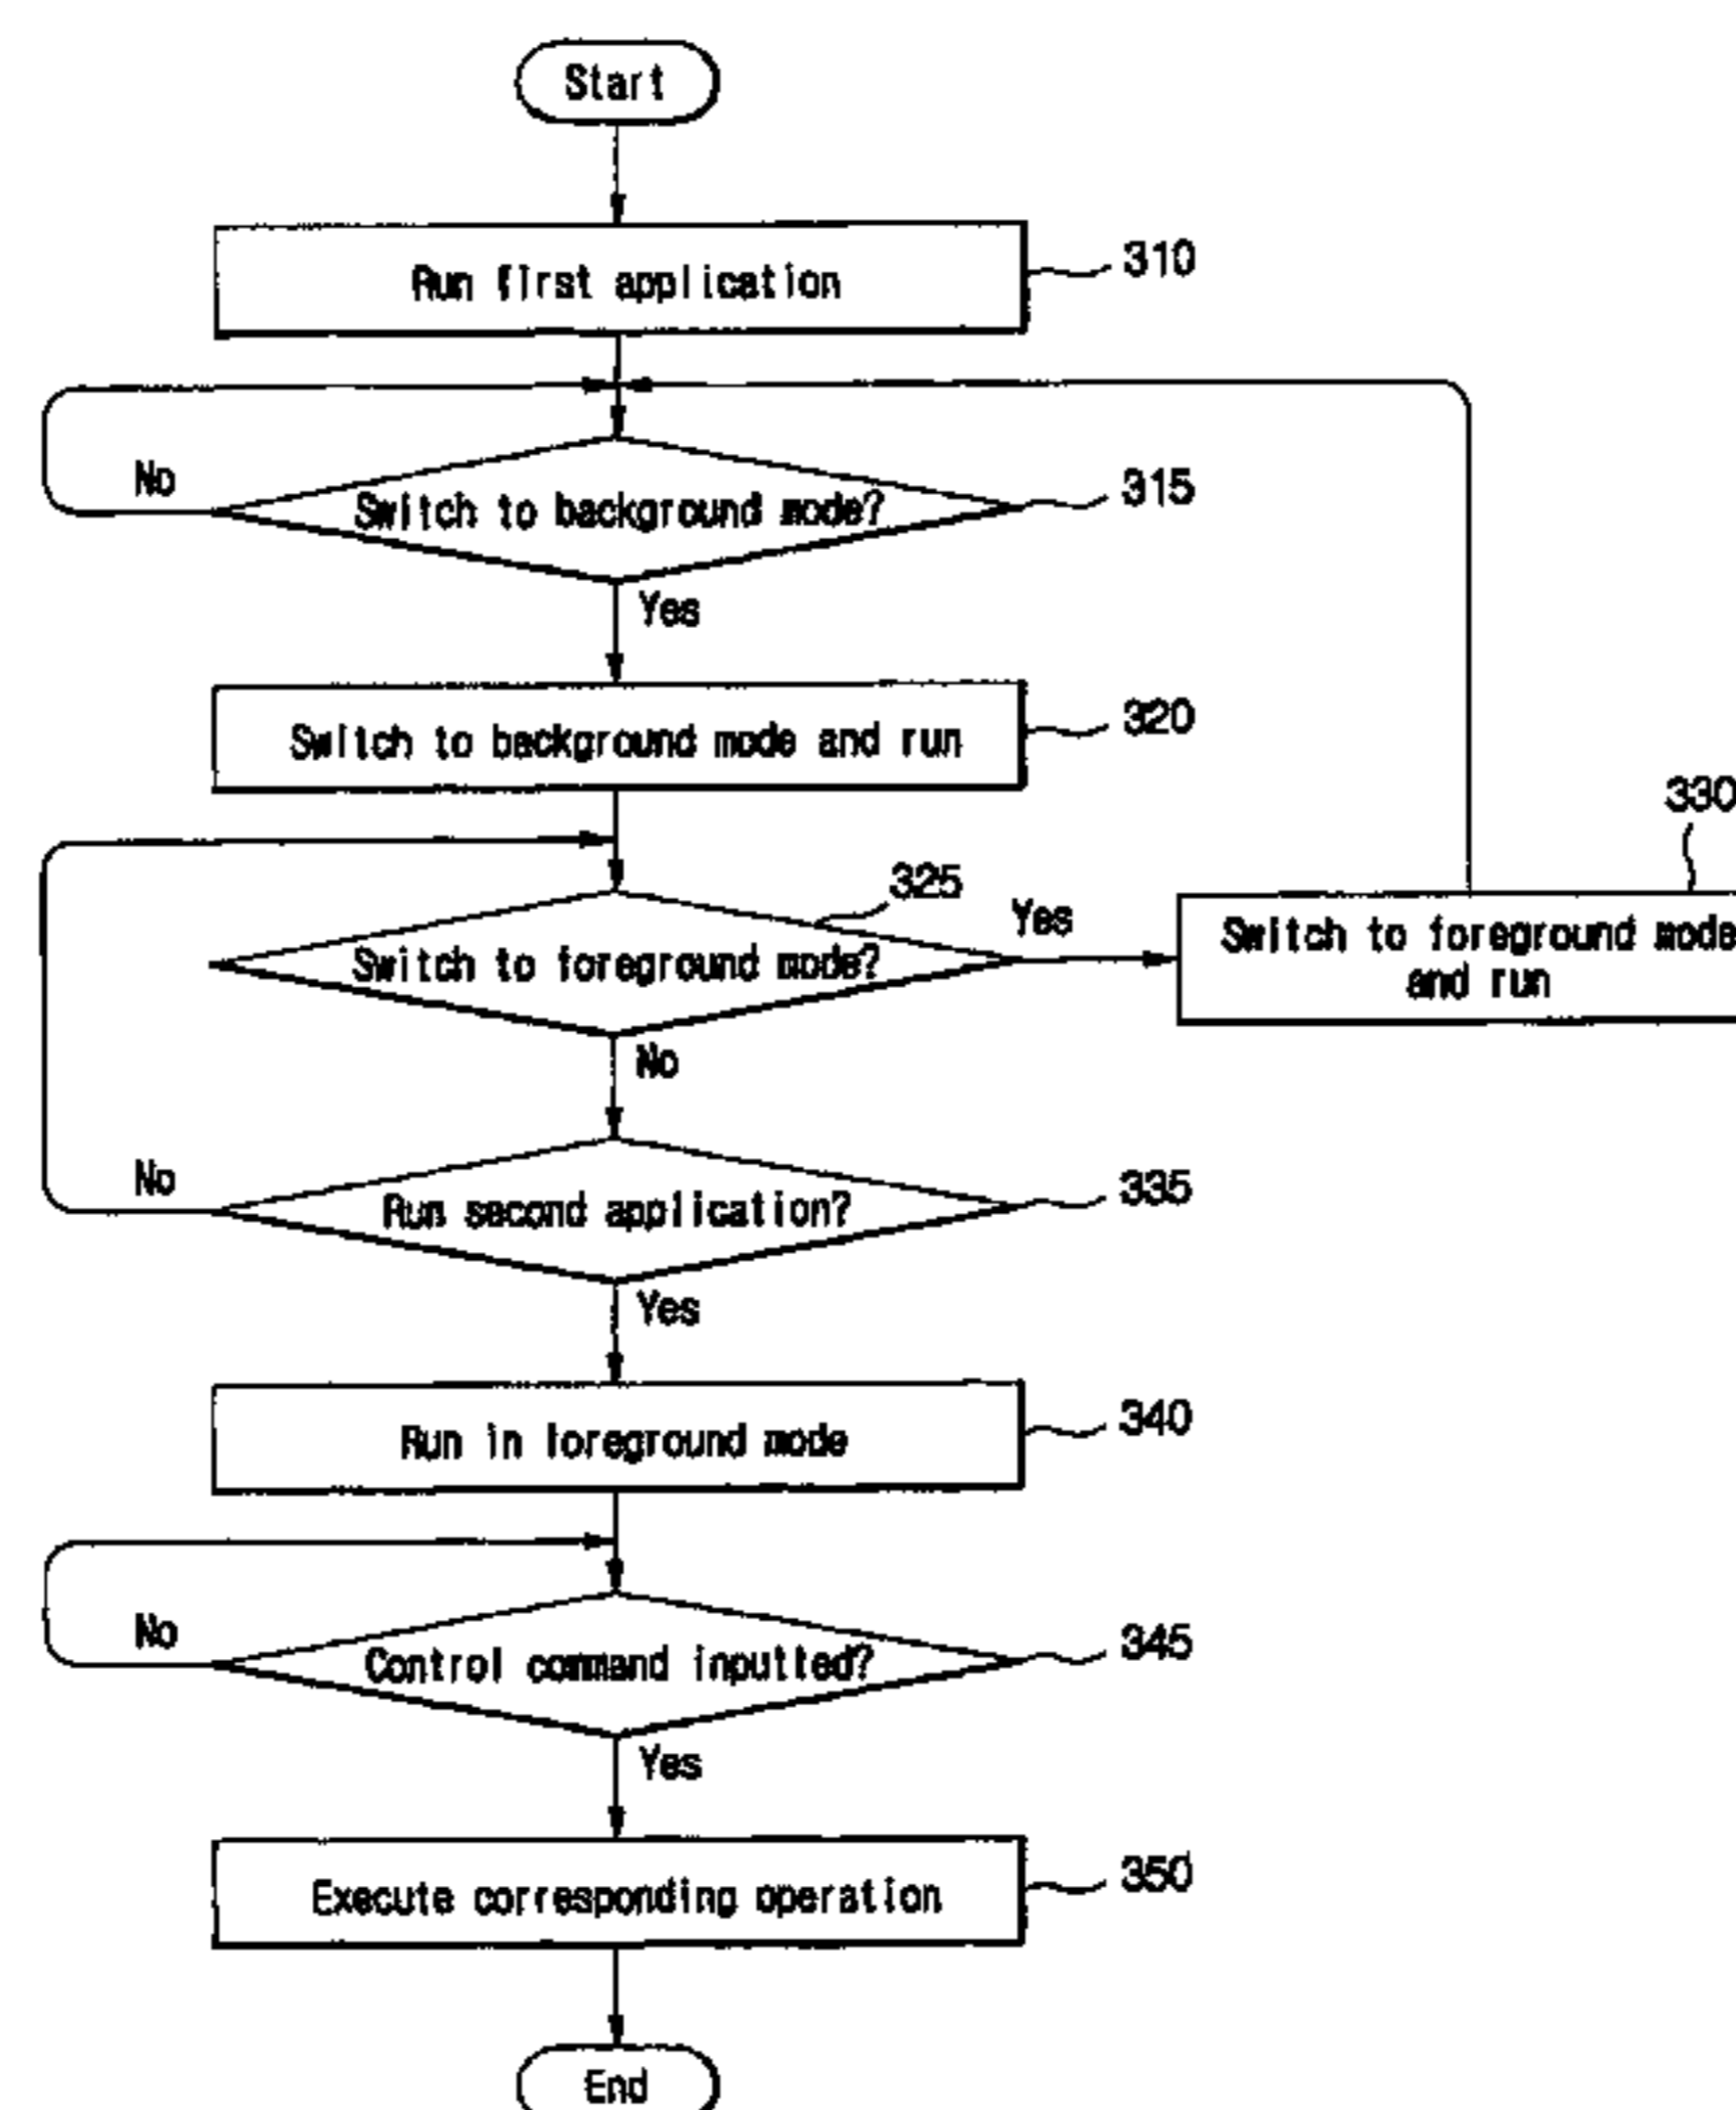 Start
Run first application
310
No
Switch to background mode?
315
Yes
Switch to background mode and run
320
330
325
Yes
Switch to foreground mode?
Switch to foreground mode
and run
No
No
Run second application?
335
Yes
Run in foreground mode
340
No
Control command inputted?
345
Yes
Execute corresponding operation
350
End